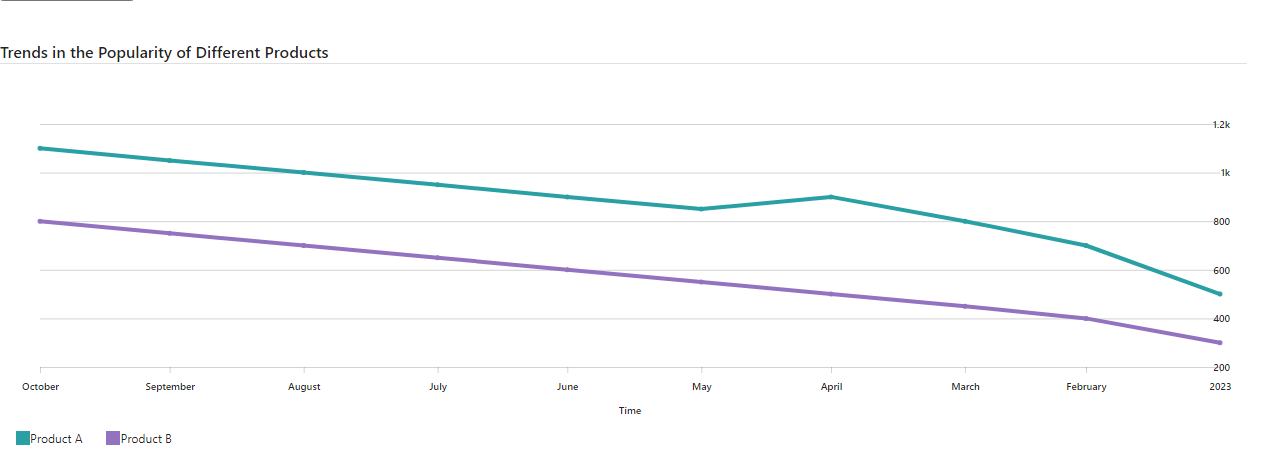 Trends in the Popularity of Different Products
1.2k
1k
800
600
400
200
October September August July June May April March February 2023
Time
Product A Product B